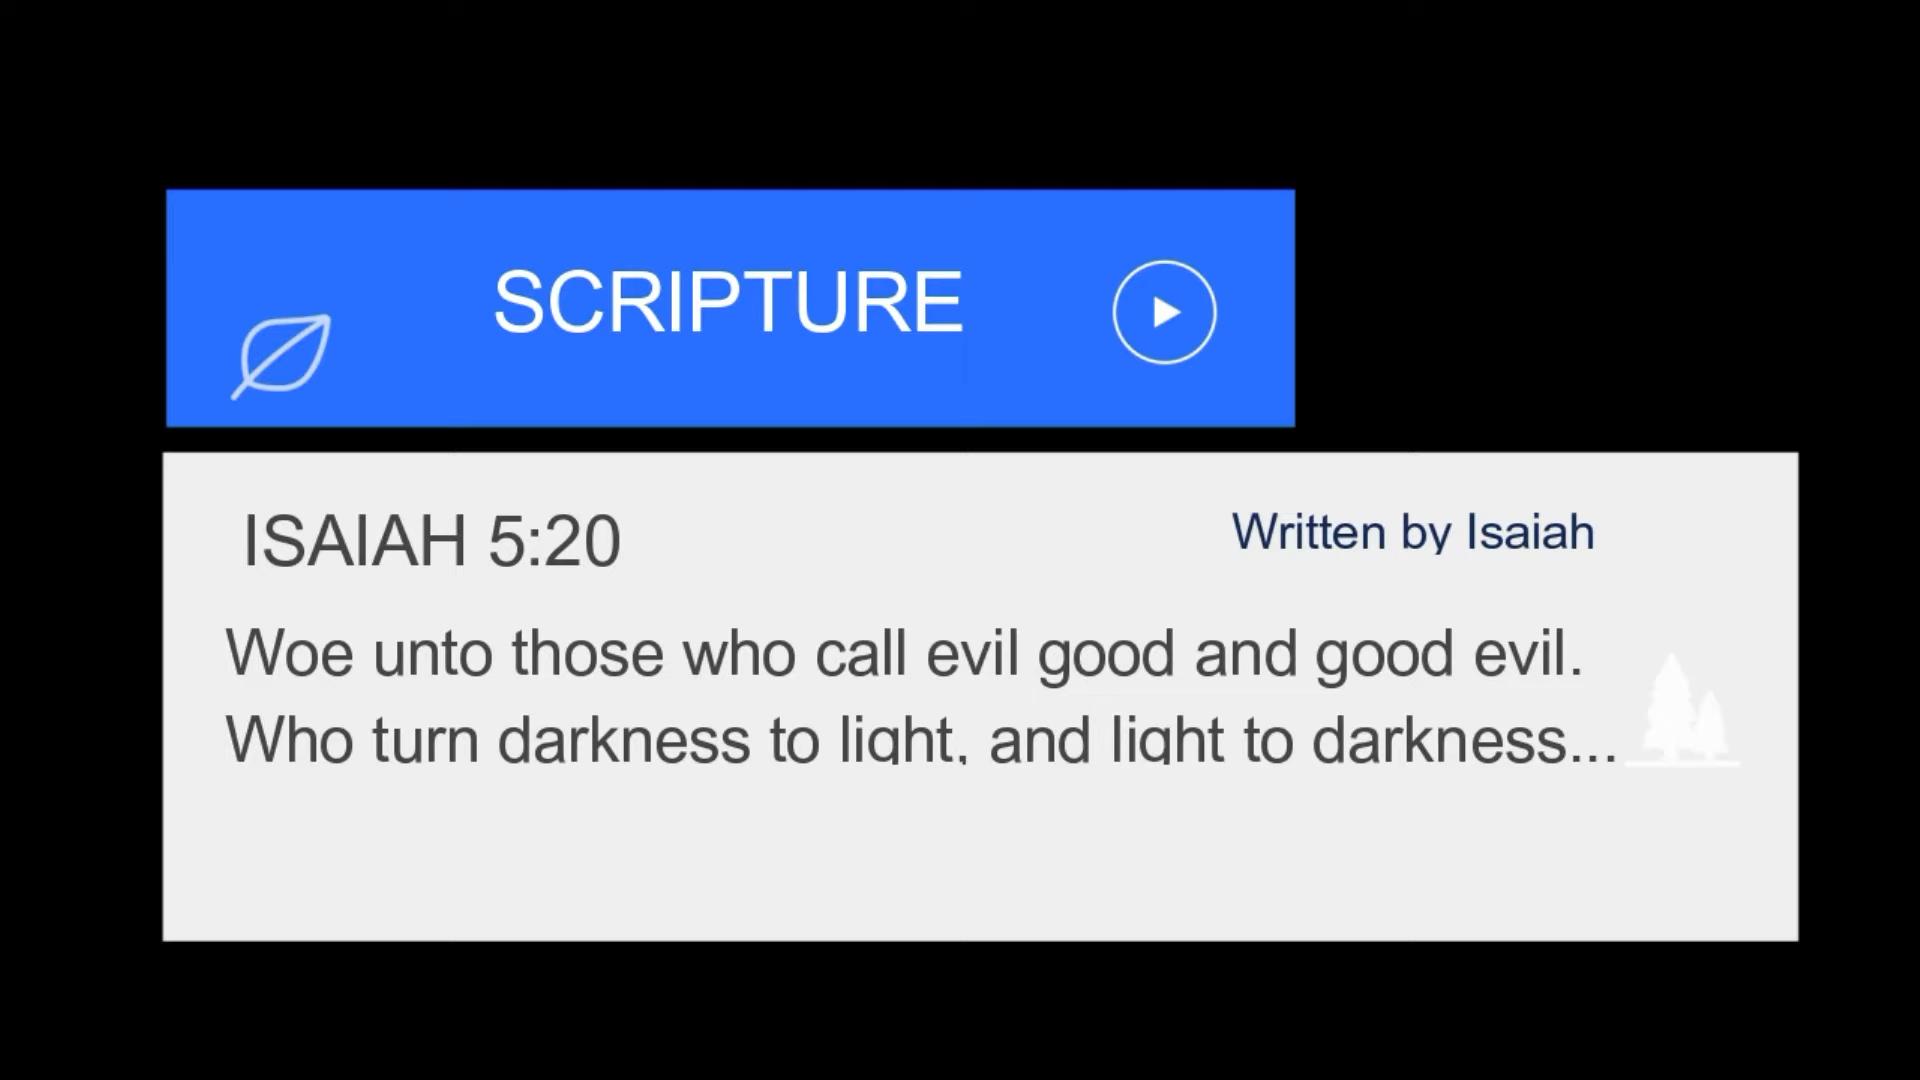 SCRIPTURE
ISAIAH 5:20
Written by Isaiah
Woe unto those who call evil good and good evil.
Who turn darkness to light, and light to darkness...